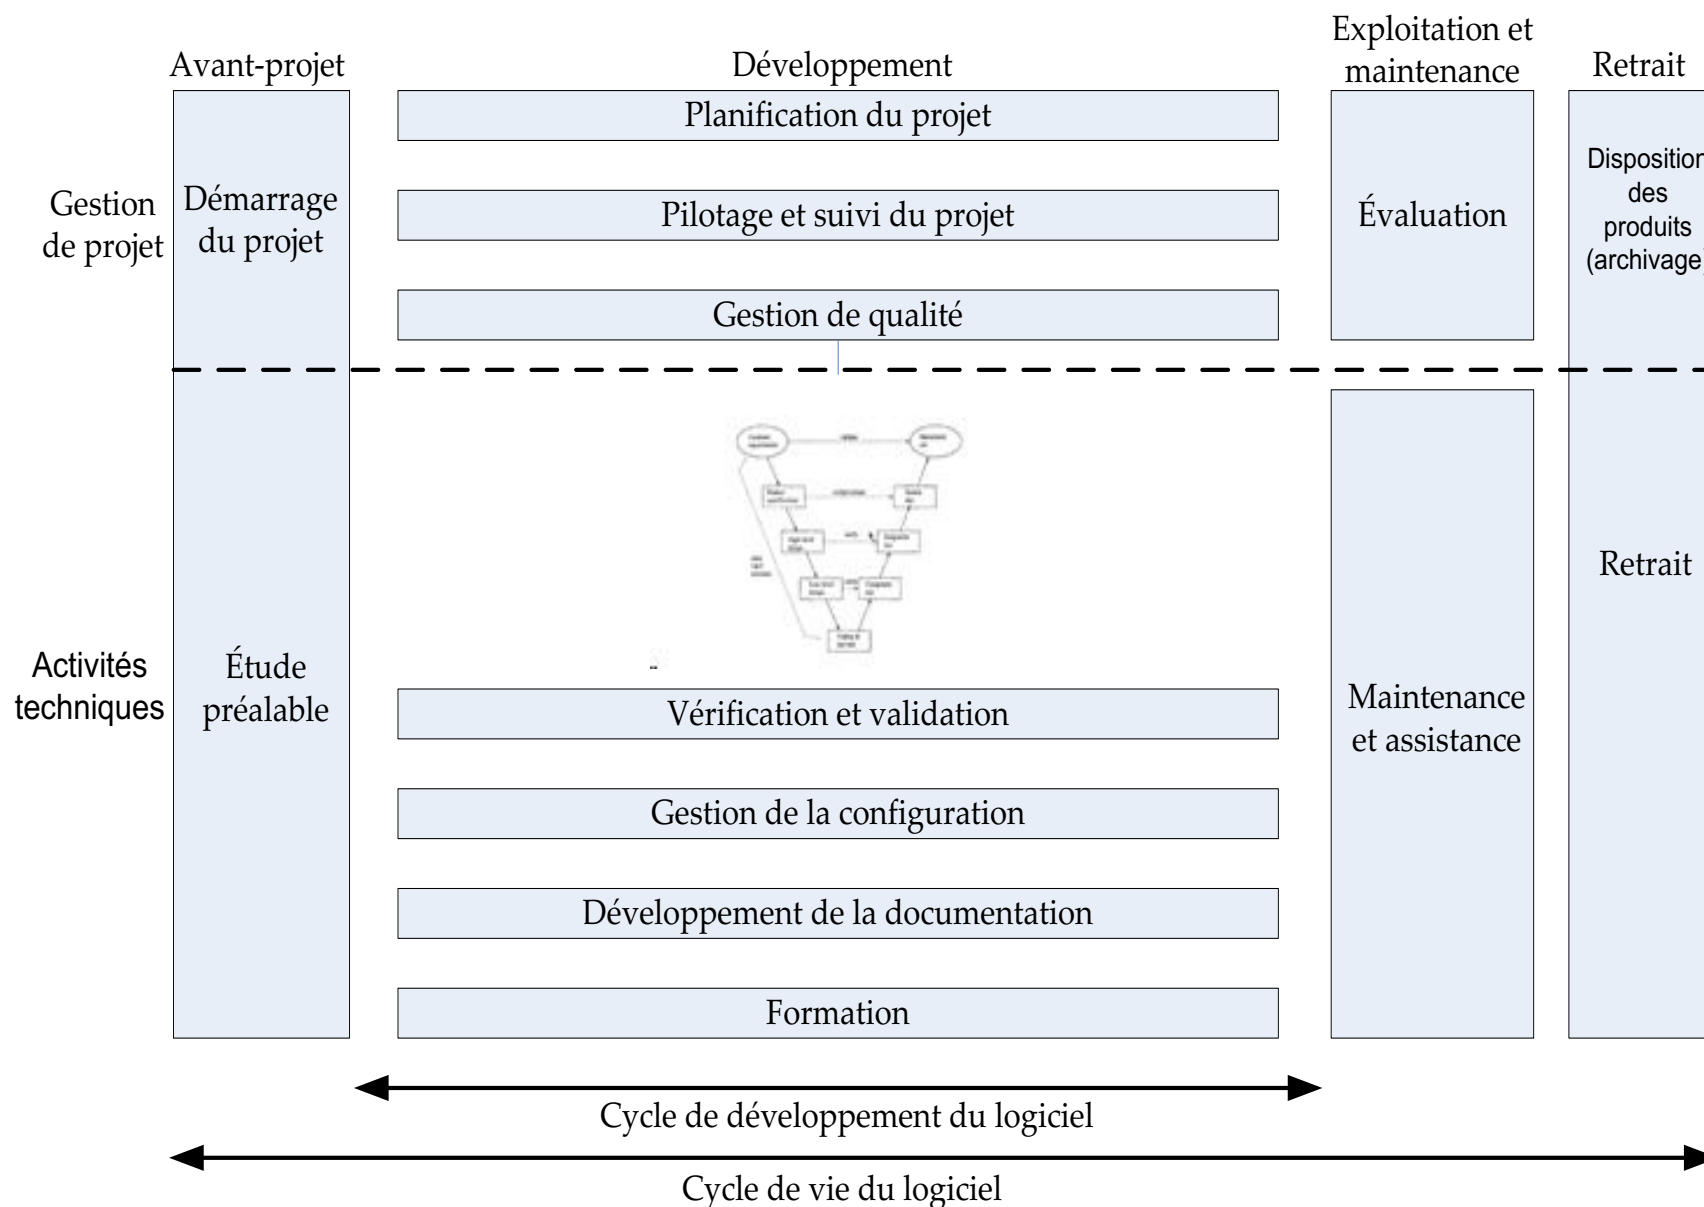 Avant-projet
Développement
Exploitation et
maintenance
Retrait
Gestion
de projet
Démarrage
du projet
Planification du projet
Pilotage et suivi du projet
Gestion de qualité
Évaluation
Disposition
des
produits
(archivage)
Activités
techniques
Étude
préalable
Vérification et validation
Gestion de la configuration
Développement de la documentation
Formation
Maintenance
et assistance
Retrait
Cycle de développement du logiciel
Cycle de vie du logiciel